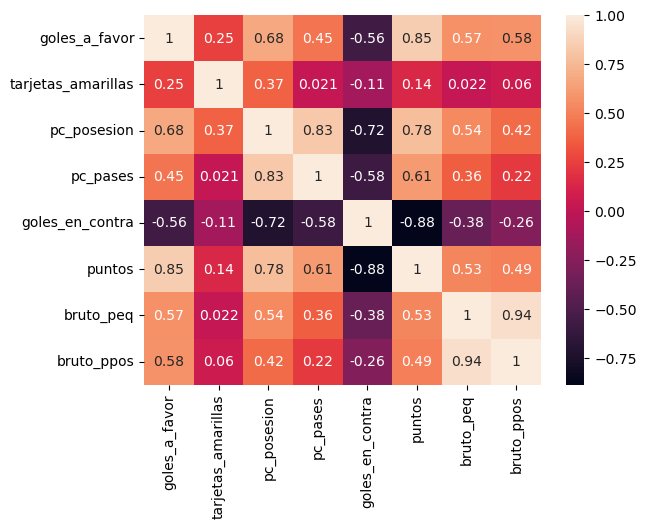 goles_a_favor 1 0.25 0.68 0.45 -0.56 0.85 0.57 0.58
tarjetas_amarillas 0.25 1 0.37 0.021 -0.11 0.14 0.022 0.06
pc_posesion 0.68 0.37 1 0.83 -0.72 0.78 0.54 0.42
pc_pases 0.45 0.021 0.83 1 -0.58 0.61 0.36 0.22
goles_en_contra -0.56 -0.11 -0.72 -0.58 1 -0.88 -0.38 -0.26
puntos 0.85 0.14 0.78 0.61 -0.88 1 0.53 0.49
bruto_peq 0.57 0.022 0.54 0.36 -0.38 0.53 1 0.94
bruto_ppos 0.58 0.06 0.42 0.22 -0.26 0.49 0.94 1
goles_a_favor
tarjetas_amarillas
pc_posesion
pc_pases
goles_en_contra
puntos
bruto_peq
bruto_ppos
1.00
0.75
0.50
0.25
0.00
−0.25
−0.50
−0.75